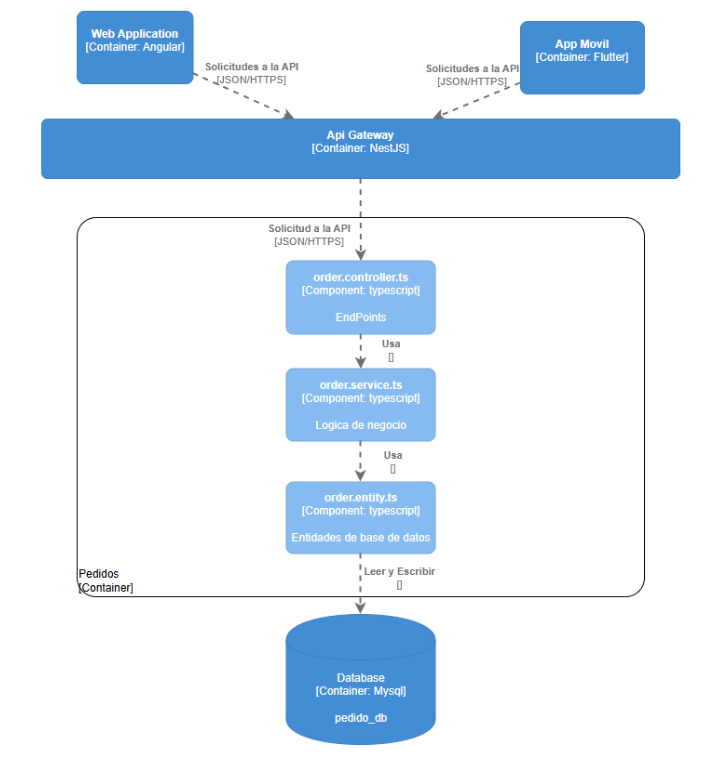 Web Application
[Container: Angular]
App Movil
[Container: Flutter]
Solicitudes a la API
[JSON/HTTPS]
Solicitudes a la API
[JSON/HTTPS]
Api Gateway
[Container: NestJS]
Solicitud a la API
[JSON/HTTPS]
order.controller.ts
[Component: typescript]
EndPoints
Usa
[]
order.service.ts
[Component: typescript]
Logica de negocio
Usa
[]
order.entity.ts
[Component: typescript]
Entidades de base de datos
Leer y Escribir
[]
Pedidos
[Container]
Database
[Container: Mysql]
pedido_db